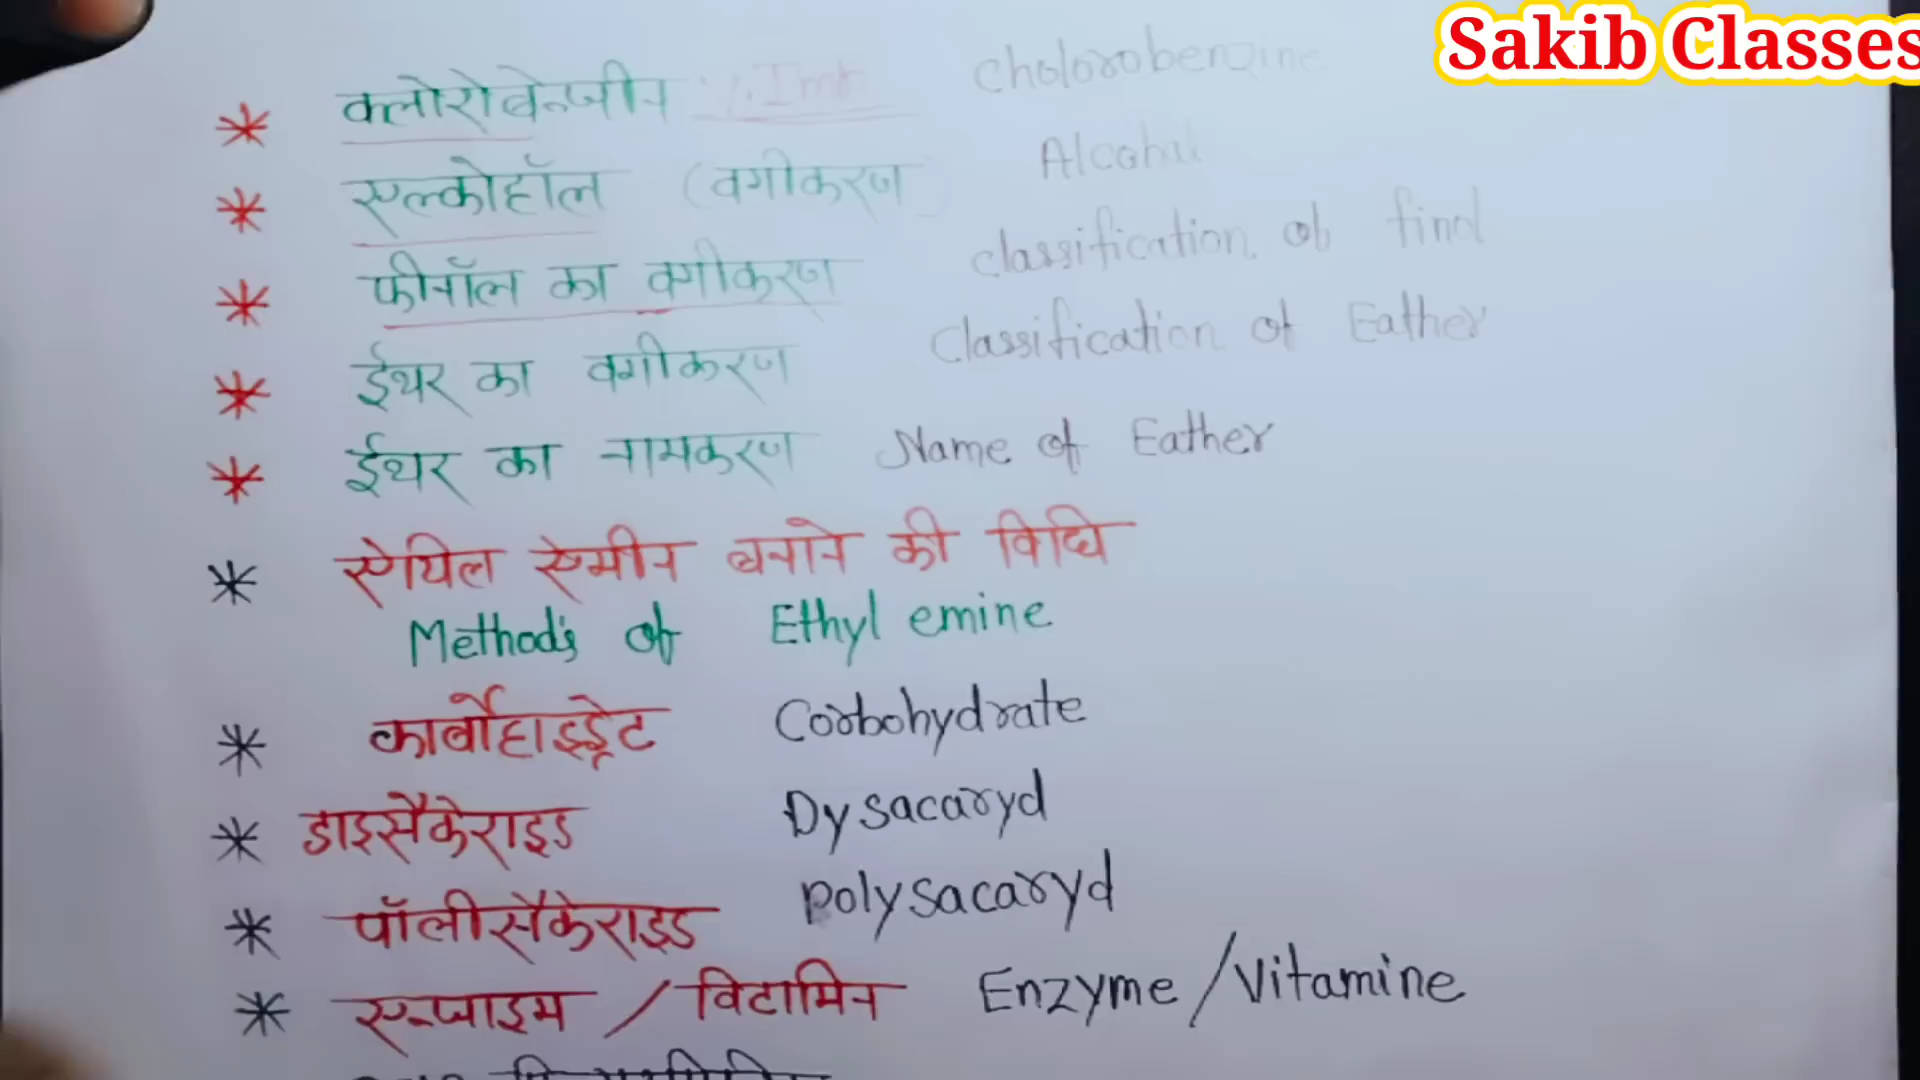 Sakib Classes
* क्लोरोबेन्जीन V.Imp Cholorobenzine
* एल्कोहॉल (वर्गीकरण) Alcohal
* फीनॉल का वर्गीकरण classification of finol
* ईथर का वर्गीकरण Classification of Eather
* ईथर का नामकरण Name of Eather
* एथिल एमीन बनाने की विधि
Method's of Ethyl emine
* कार्बोहाइड्रेट Corbohydrate
* डाइसैकेराइड Dysacaryd
* पॉलीसैकेराइड polysacaryd
* एन्जाइम / विटामिन Enzyme / Vitamine